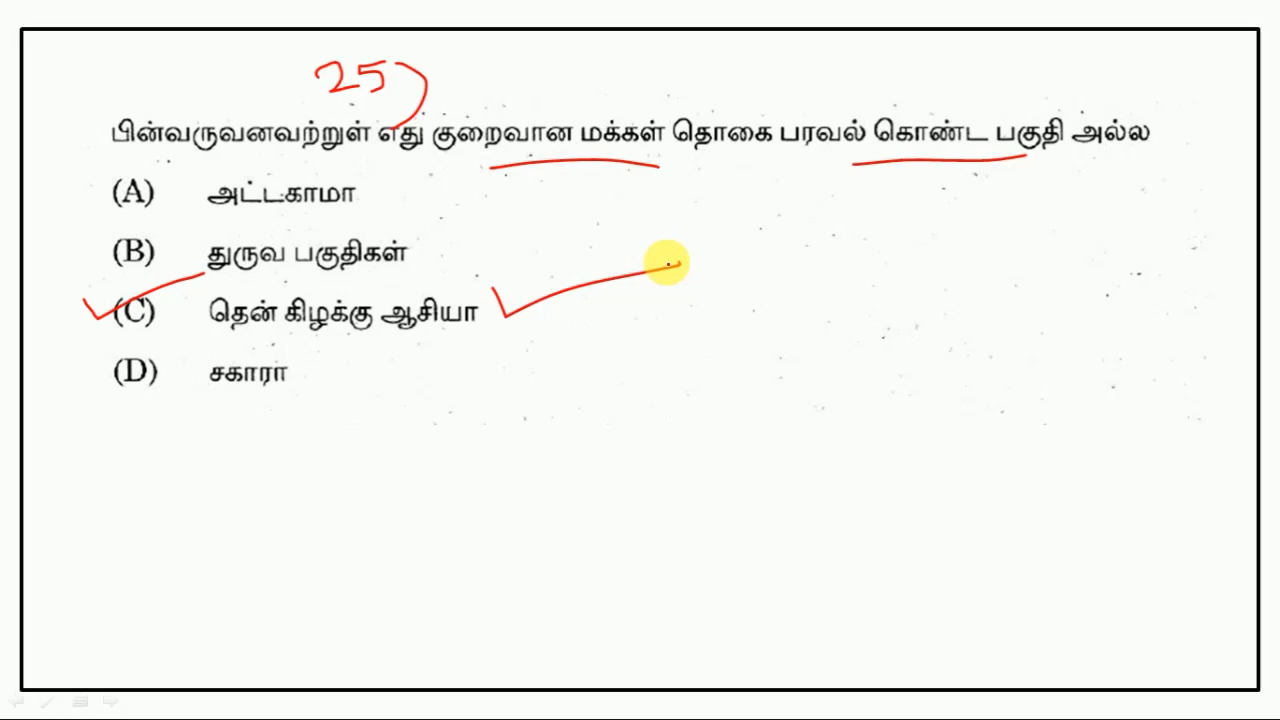 25)
பின்வருவனவற்றுள் எது குறைவான மக்கள் தொகை பரவல் கொண்ட பகுதி அல்ல
(A) அட்டகாமா
(B) துருவ பகுதிகள்
(C) தென் கிழக்கு ஆசியா
(D) சகாரா